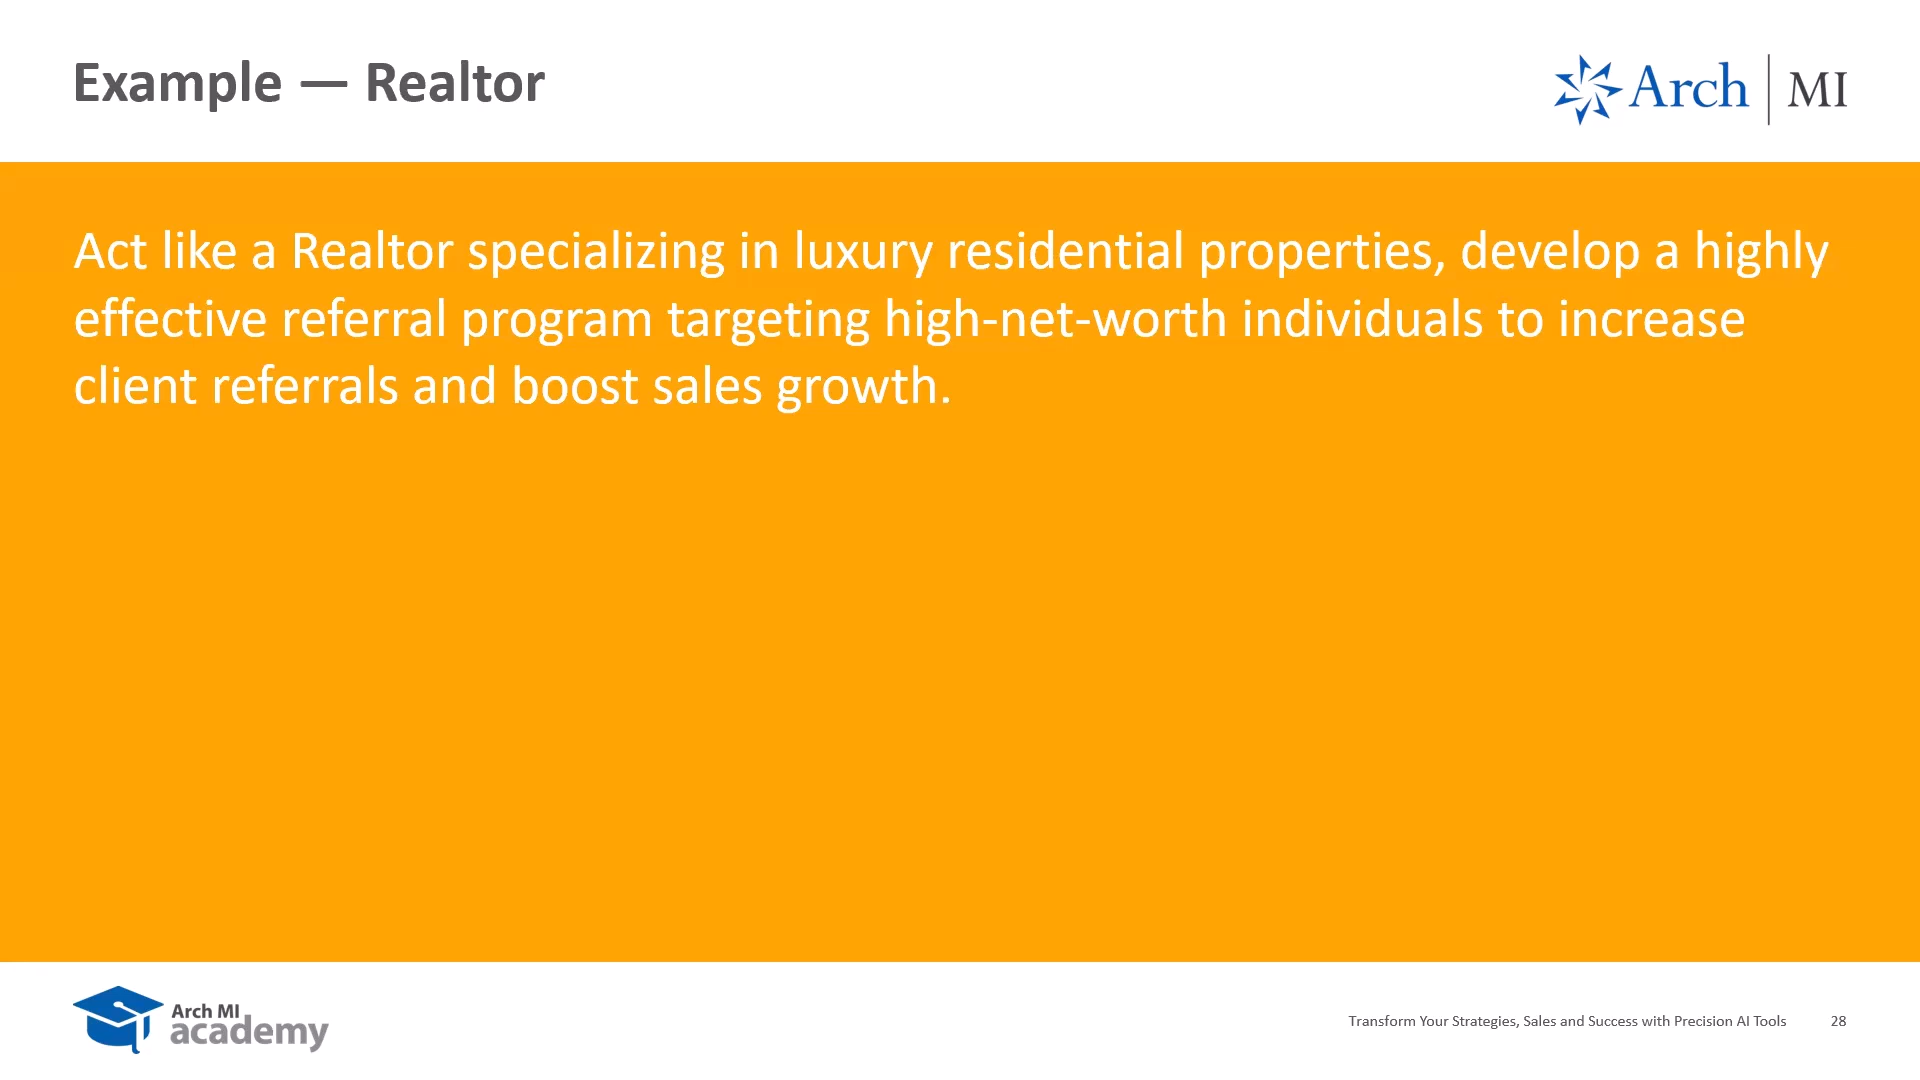 Example — Realtor
Arch | MI
Act like a Realtor specializing in luxury residential properties, develop a highly
effective referral program targeting high-net-worth individuals to increase
client referrals and boost sales growth.
Arch MI
academy
Transform Your Strategies, Sales and Success with Precision AI Tools 28